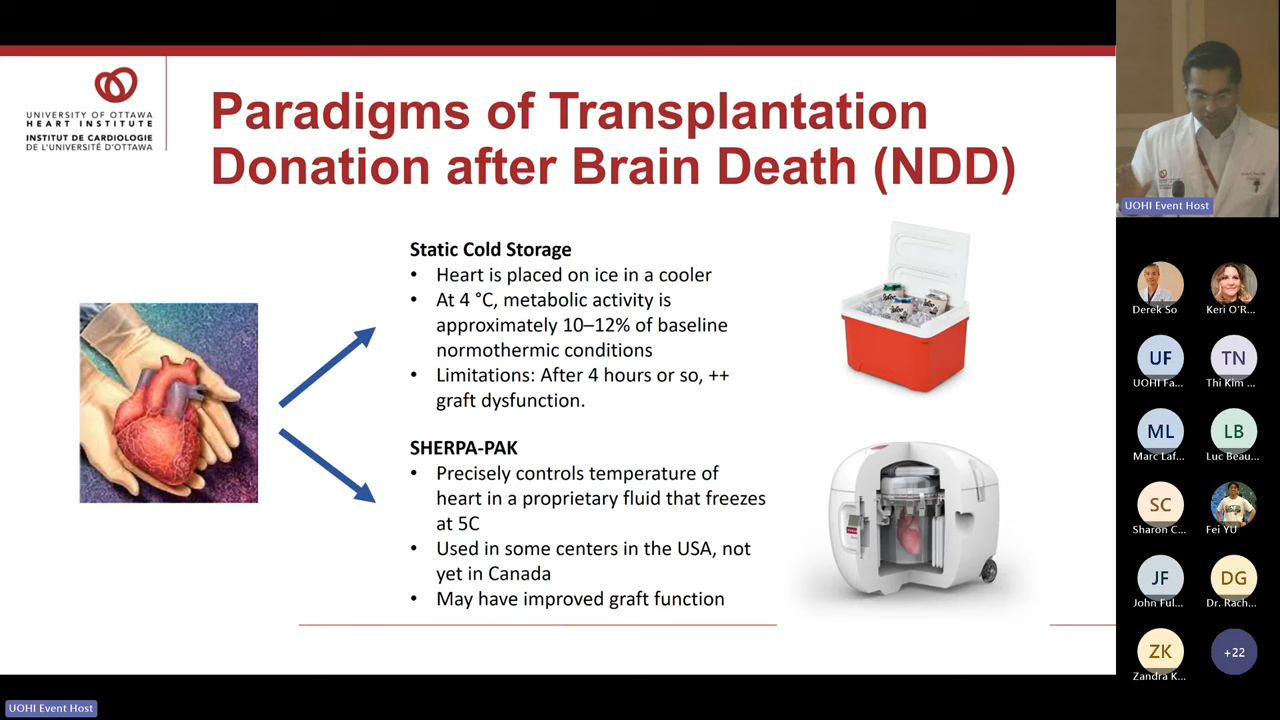 UNIVERSITY OF OTTAWA
HEART INSTITUTE
INSTITUT DE CARDIOLOGIE
DE L'UNIVERSITÉ D'OTTAWA
Paradigms of Transplantation
Donation after Brain Death (NDD)
Static Cold Storage
• Heart is placed on ice in a cooler
• At 4 °C, metabolic activity is
approximately 10–12% of baseline
normothermic conditions
• Limitations: After 4 hours or so, ++
graft dysfunction.
SHERPA-PAK
• Precisely controls temperature of
heart in a proprietary fluid that freezes
at 5C
• Used in some centers in the USA, not
yet in Canada
• May have improved graft function
UOHI Event Host
Derek So
Keri O'R...
UF
UOHI Fa...
TN
Thi Kim ...
ML
Marc Laf...
LB
Luc Beau...
SC
Sharon C...
Fei YU
JF
John Ful...
DG
Dr. Rach...
ZK
Zandra K...
+22
UOHI Event Host